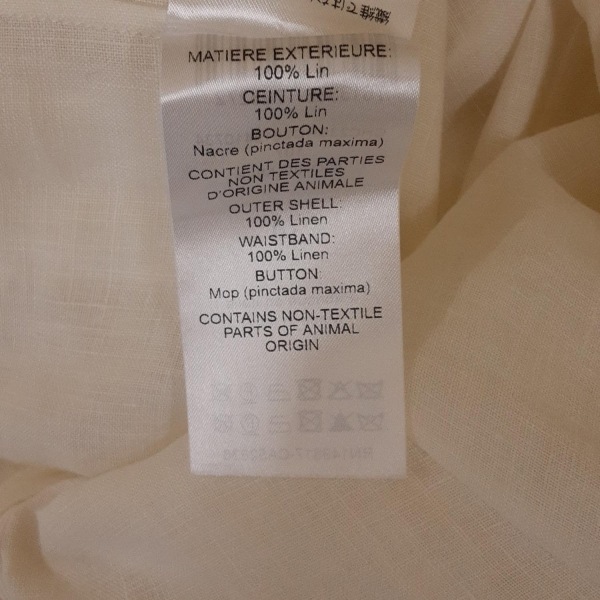 MATIERE EXTERIEURE:
100% Lin
CEINTURE:
100% Lin
BOUTON:
Nacre (pinctada maxima)
CONTIENT DES PARTIES
NON TEXTILES
D'ORIGINE ANIMALE
OUTER SHELL:
100% Linen
WAISTBAND:
100% Linen
BUTTON:
Mop (pinctada maxima)
CONTAINS NON-TEXTILE
PARTS OF ANIMAL
ORIGIN